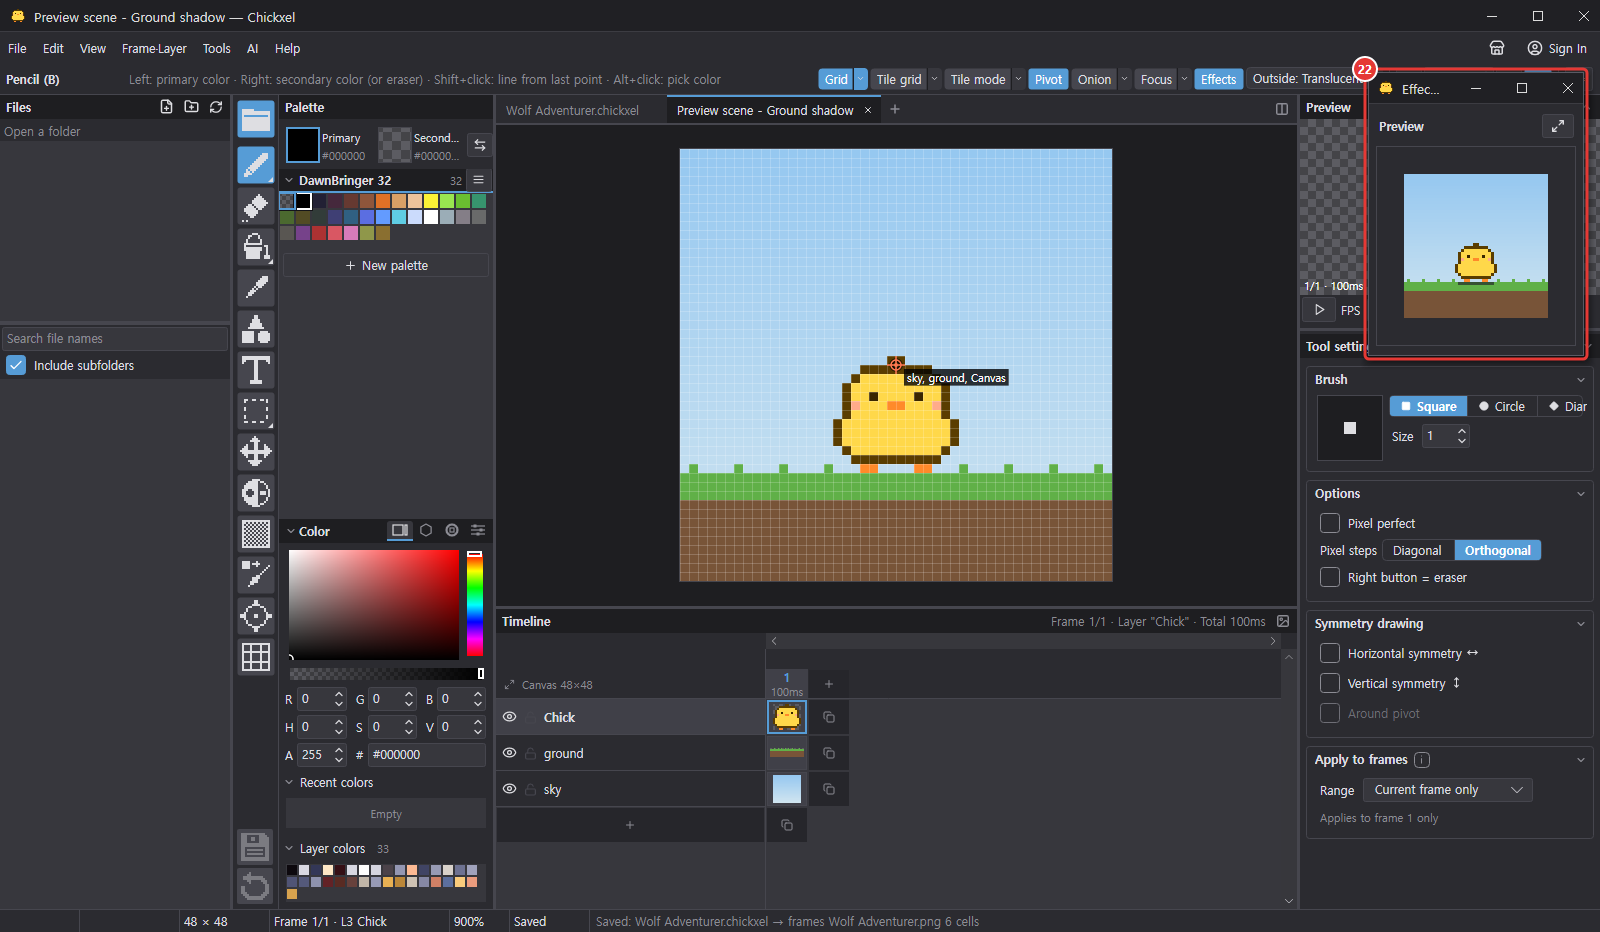 Preview scene - Ground shadow — Chickxel
File Edit View Frame·Layer Tools AI Help
Sign In
Pencil (B)
Left: primary color · Right: secondary color (or eraser) · Shift+click: line from last point · Alt+click: pick color
Grid Tile grid Tile mode Pivot Onion Focus Effects
22
Effec...
Preview
Files
Open a folder
Search file names
Include subfolders
Palette
Primary
#000000
Second...
#00000...
DawnBringer 32
32
+ New palette
Color
R 0 G 0 B 0
H 0 S 0 V 0
A 255 # #000000
Recent colors
Empty
Layer colors 33
Wolf Adventurer.chickxel
Preview scene - Ground shadow
sky, ground, Canvas
Timeline
Frame 1/1 · Layer "Chick" · Total 100ms
Canvas 48×48
1
100ms
Chick
ground
sky
Preview
1/1 · 100ms
FPS
Brush
Square
Circle
Size 1
Options
Pixel perfect
Pixel steps Diagonal Orthogonal
Right button = eraser
Symmetry drawing
Horizontal symmetry ↔
Vertical symmetry ↕
Around pivot
Apply to frames
Range Current frame only
Applies to frame 1 only
48 × 48
Frame 1/1 · L3 Chick
900%
Saved
Saved: Wolf Adventurer.chickxel → frames Wolf Adventurer.png 6 cells